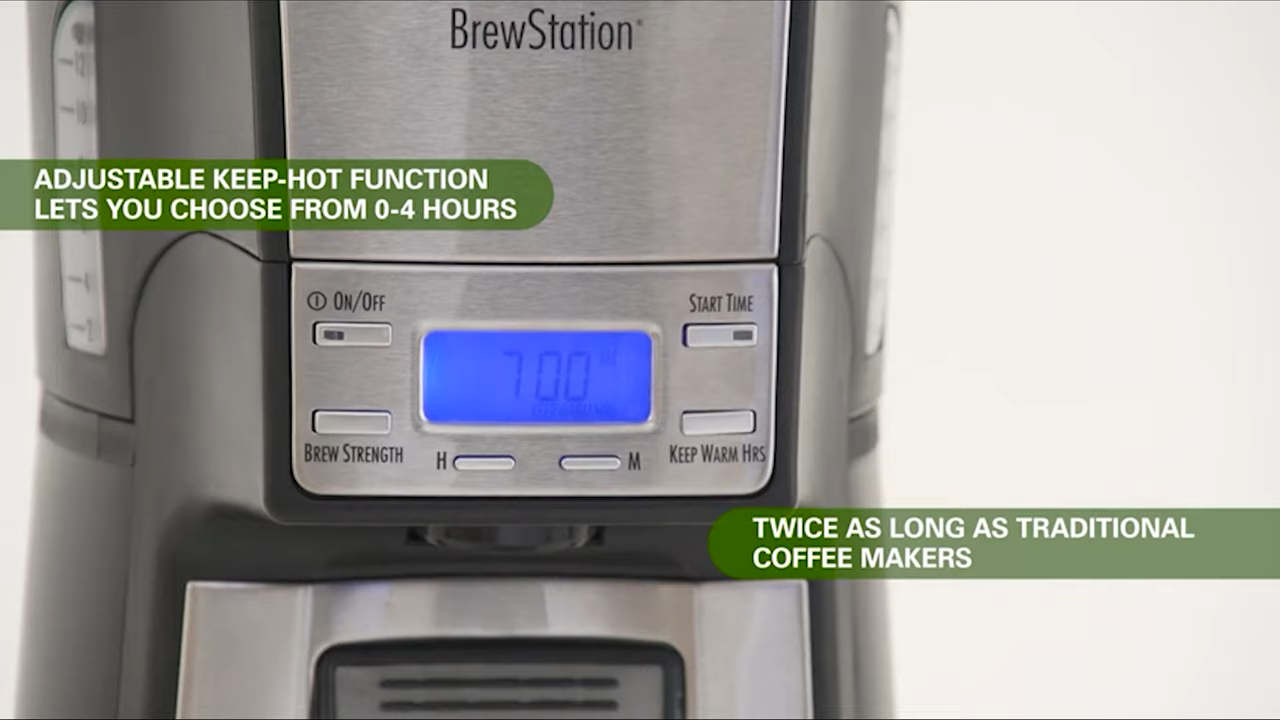 BrewStation®
ADJUSTABLE KEEP-HOT FUNCTION
LETS YOU CHOOSE FROM 0-4 HOURS
ON/OFF
START TIME
7:00
BREW STRENGTH
H
M
KEEP WARM HRS
TWICE AS LONG AS TRADITIONAL
COFFEE MAKERS